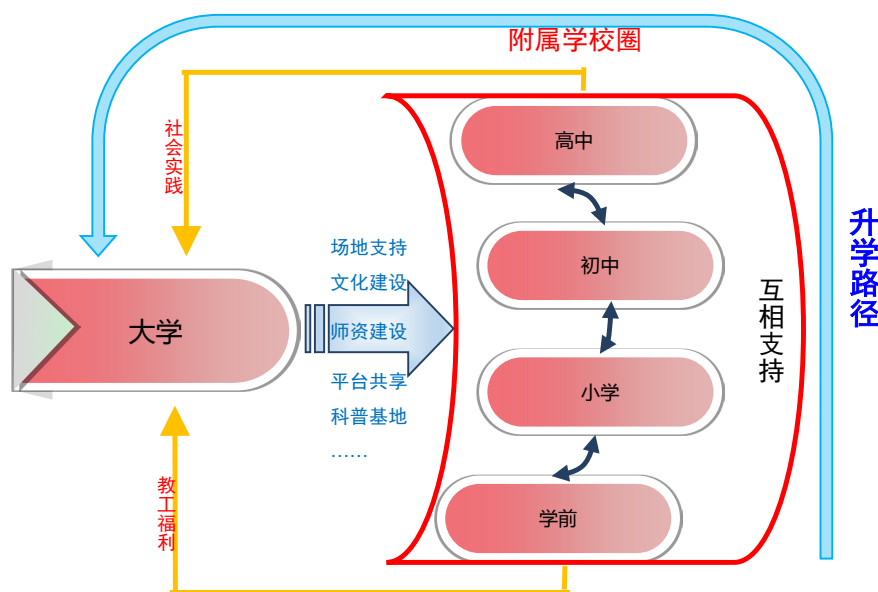 附属学校圈
社会实践
高中
升学路径
场地支持
初中
文化建设
互相支持
大学
师资建设
平台共享
小学
科普基地
……
教工福利
学前